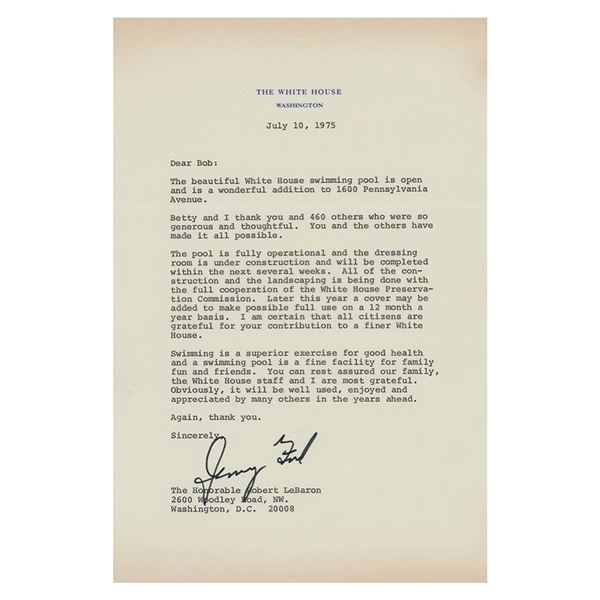 THE WHITE HOUSE
WASHINGTON
July 10, 1975
Dear Bob:
The beautiful White House swimming pool is open
and is a wonderful addition to 1600 Pennsylvania
Avenue.
Betty and I thank you and 460 others who were so
generous and thoughtful. You and the others have
made it all possible.
The pool is fully operational and the dressing
room is under construction and will be completed
within the next several weeks. All of the con-
struction and the landscaping is being done with
the full cooperation of the White House Preserva-
tion Commission. Later this year a cover may be
added to make possible full use on a 12 month a
year basis. I am certain that all citizens are
grateful for your contribution to a finer White
House.
Swimming is a superior exercise for good health
and a swimming pool is a fine facility for family
fun and friends. You can rest assured our family,
the White House staff and I are most grateful.
Obviously, it will be well used, enjoyed and
appreciated by many others in the years ahead.
Again, thank you.
Sincerely,
Jerry Ford
The Honorable Robert LeBaron
2600 Woodley Road, NW.
Washington, D.C. 20008